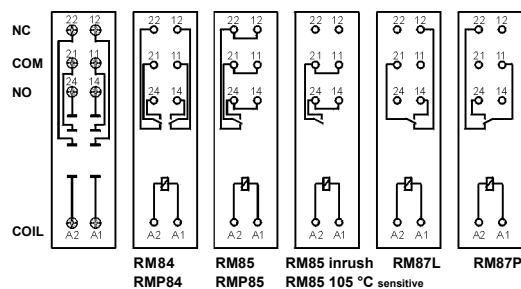 22 12 22 12 22 12 22 12 22 12 22 12
NC
21 11 21 11 21 11 21 11 21 11 21 11
COM
24 14 24 14 24 14 24 14 24 14 24 14
NO
COIL
A2 A1 A2 A1 A2 A1 A2 A1 A2 A1 A2 A1
RM84 RM85 RM85 inrush RM87L RM87P
RMP84 RMP85 RM85 105 °C sensitive